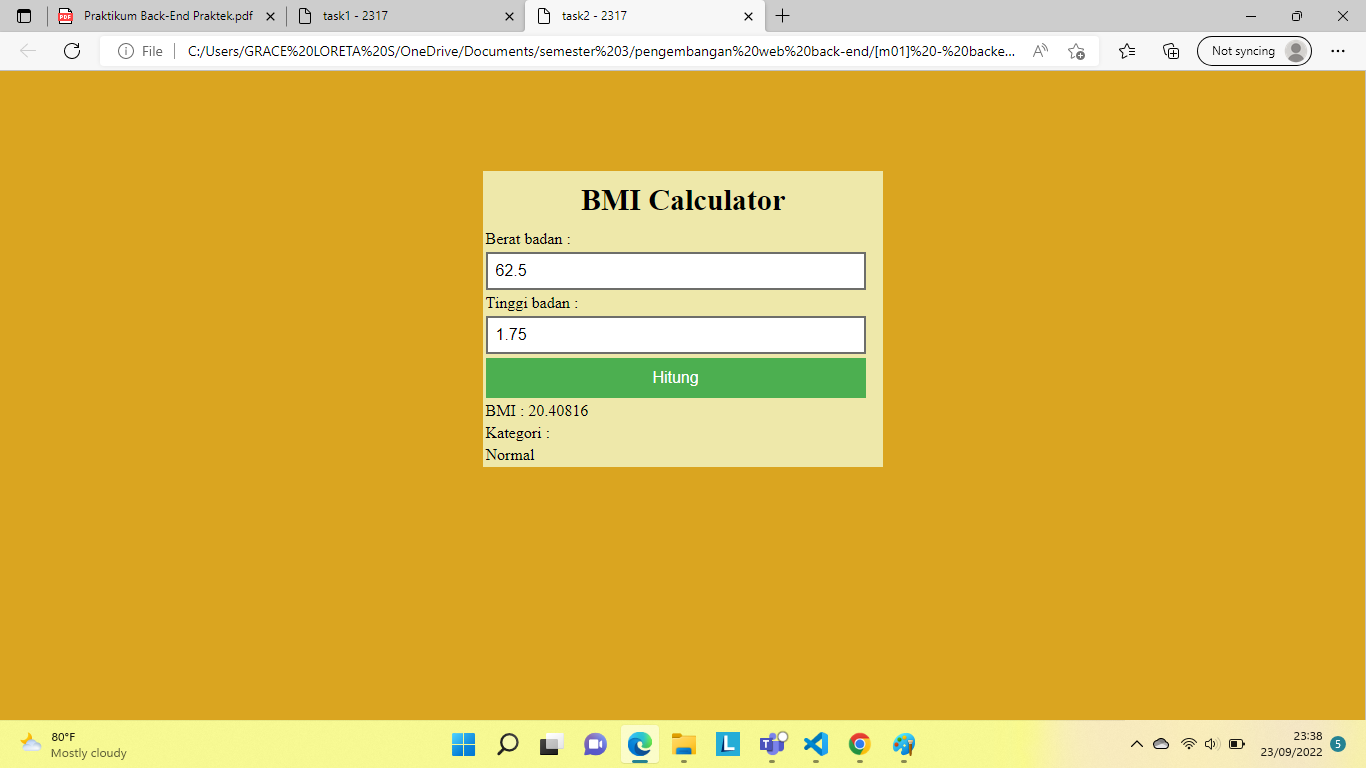 Praktikum Back-End Praktek.pdf
task1 - 2317
task2 - 2317
File
C:/Users/GRACE%20LORETA%20S/OneDrive/Documents/semester%203/pengembangan%20web%20back-end/[m01]%20-%20backe...
Not syncing
BMI Calculator
Berat badan :
62.5
Tinggi badan :
1.75
Hitung
BMI : 20.40816
Kategori :
Normal
80°F
Mostly cloudy
23:38
23/09/2022
5